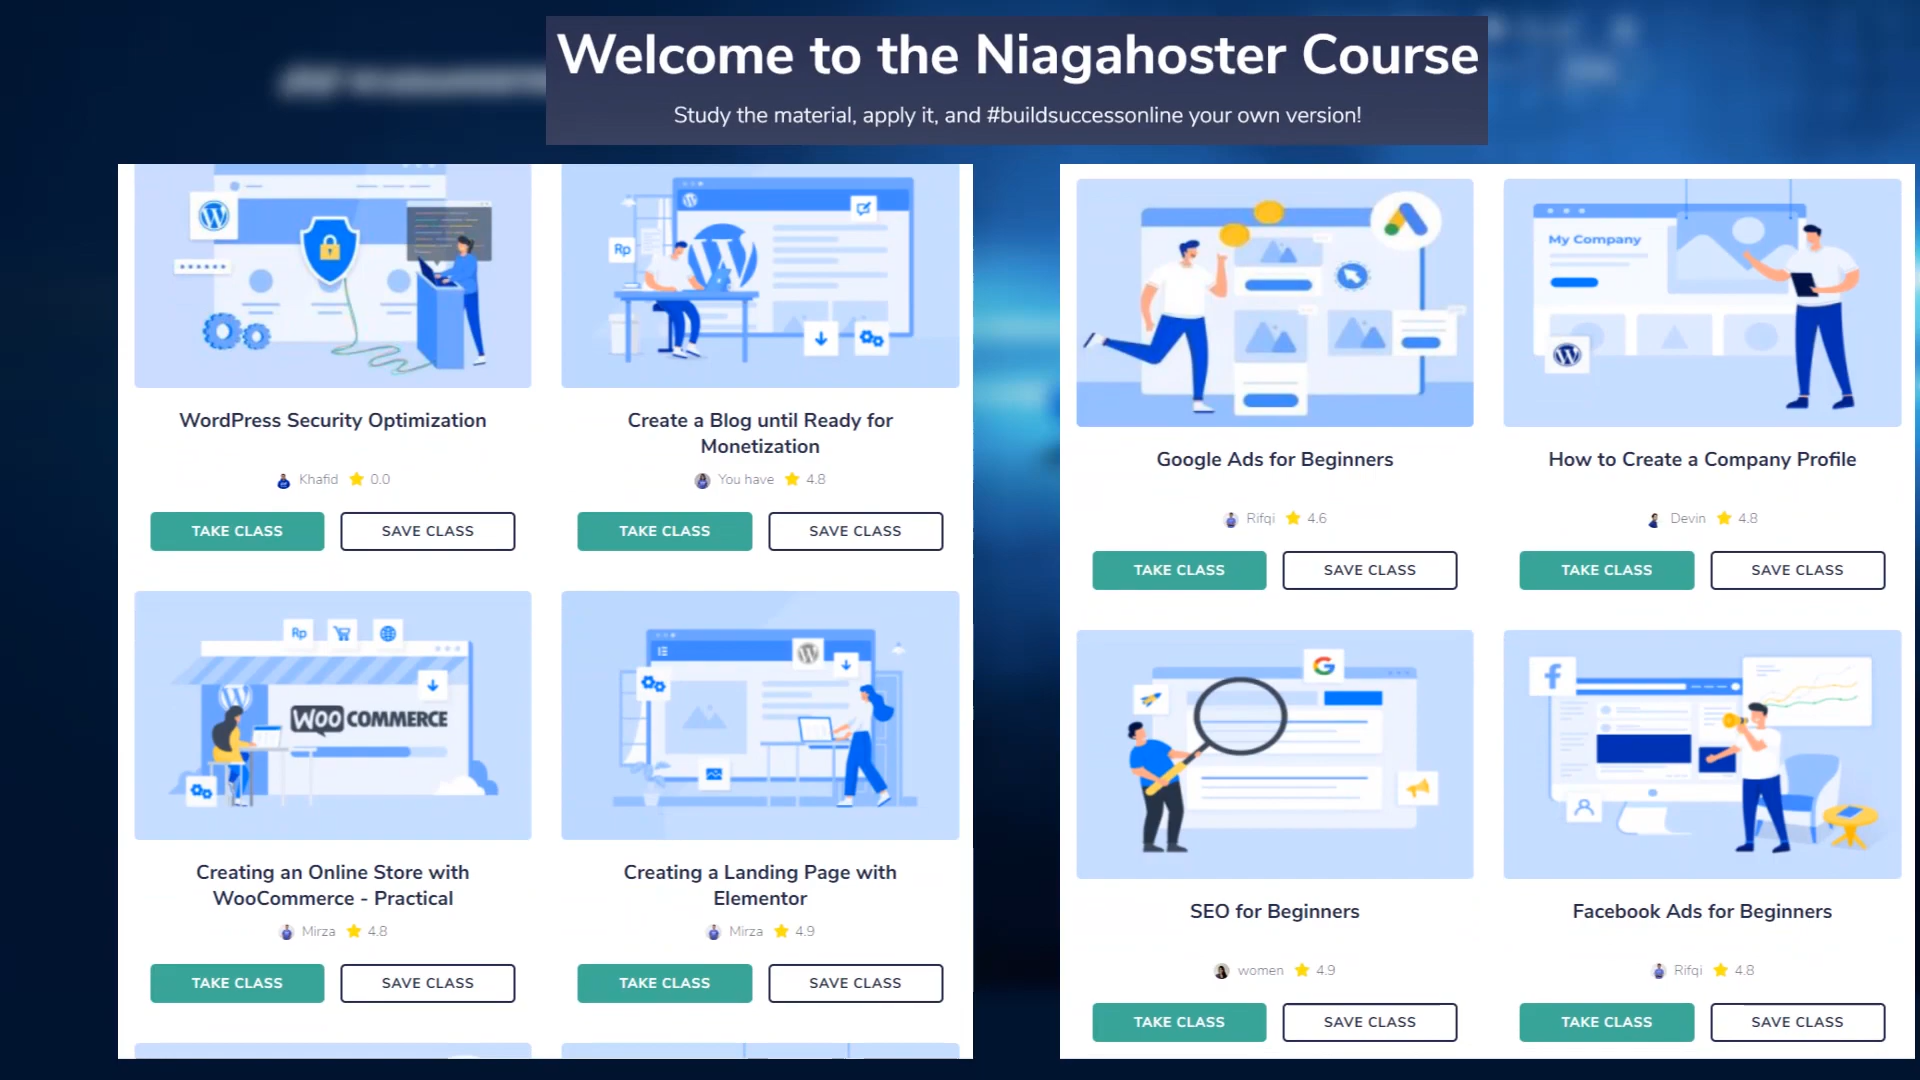 Welcome to the Niagahoster Course
Study the material, apply it, and #buildsuccessonline your own version!
WordPress Security Optimization
Khafid 0.0
TAKE CLASS
SAVE CLASS
Rp
Create a Blog until Ready for
Monetization
You have 4.8
TAKE CLASS
SAVE CLASS
Rp
WOO COMMERCE
Creating an Online Store with
WooCommerce - Practical
Mirza 4.8
TAKE CLASS
SAVE CLASS
Creating a Landing Page with
Elementor
Mirza 4.9
TAKE CLASS
SAVE CLASS
Google Ads for Beginners
Rifqi 4.6
TAKE CLASS
SAVE CLASS
My Company
How to Create a Company Profile
Devin 4.8
TAKE CLASS
SAVE CLASS
SEO for Beginners
women 4.9
TAKE CLASS
SAVE CLASS
Facebook Ads for Beginners
Rifqi 4.8
TAKE CLASS
SAVE CLASS